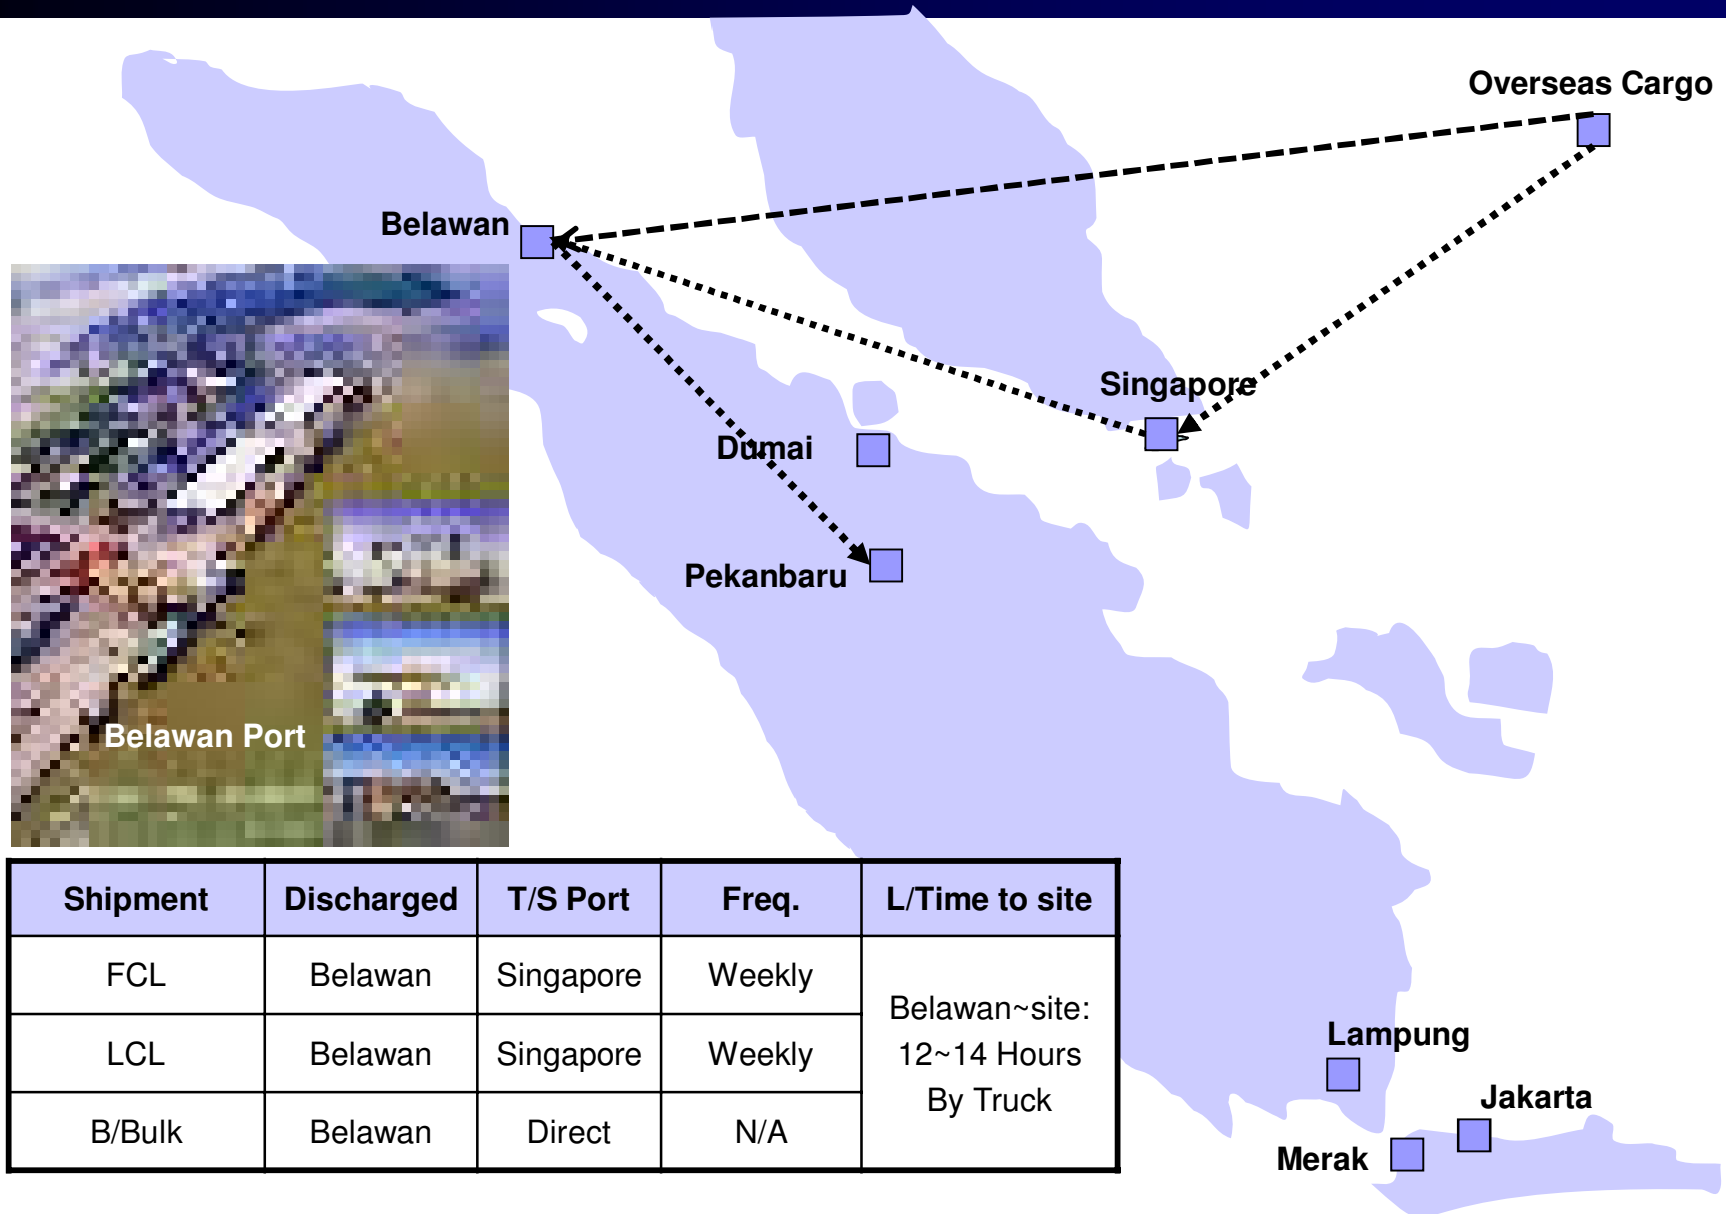 Overseas Cargo
Belawan
Singapore
Dumai
Pekanbaru
Belawan Port
Shipment Discharged T/S Port Freq. L/Time to site
FCL Belawan Singapore Weekly
LCL Belawan Singapore Weekly
B/Bulk Belawan Direct N/A
Belawan~site:
12~14 Hours
By Truck
Lampung
Jakarta
Merak